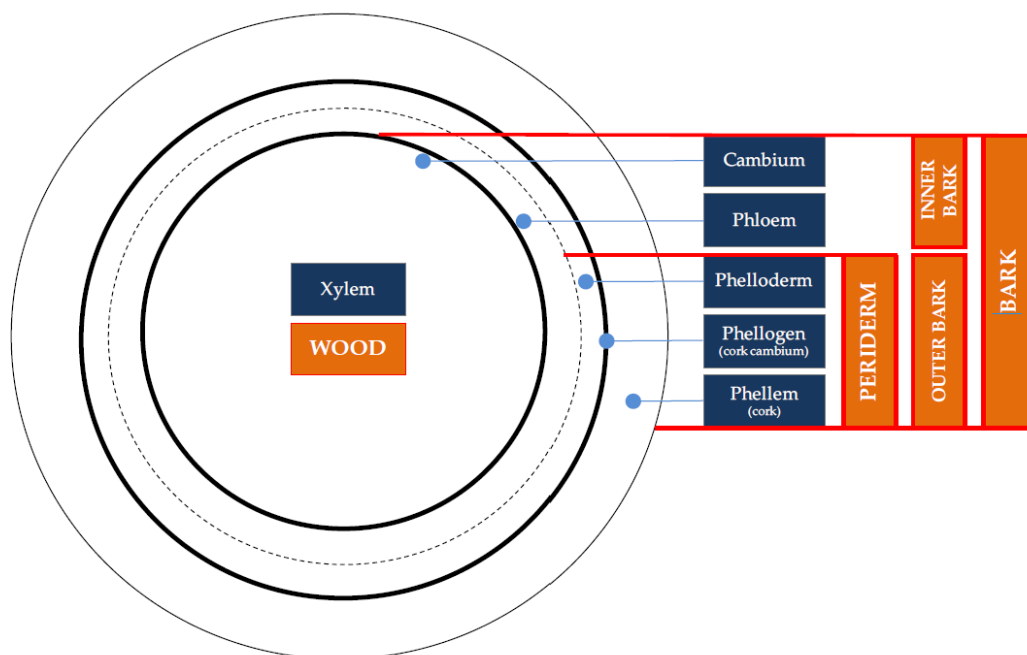 Cambium
Phloem
Xylem
WOOD
Phelloderm
Phellogen
(cork cambium)
Phellem
(cork)
PERIDERM
INNER
BARK
OUTER BARK
BARK